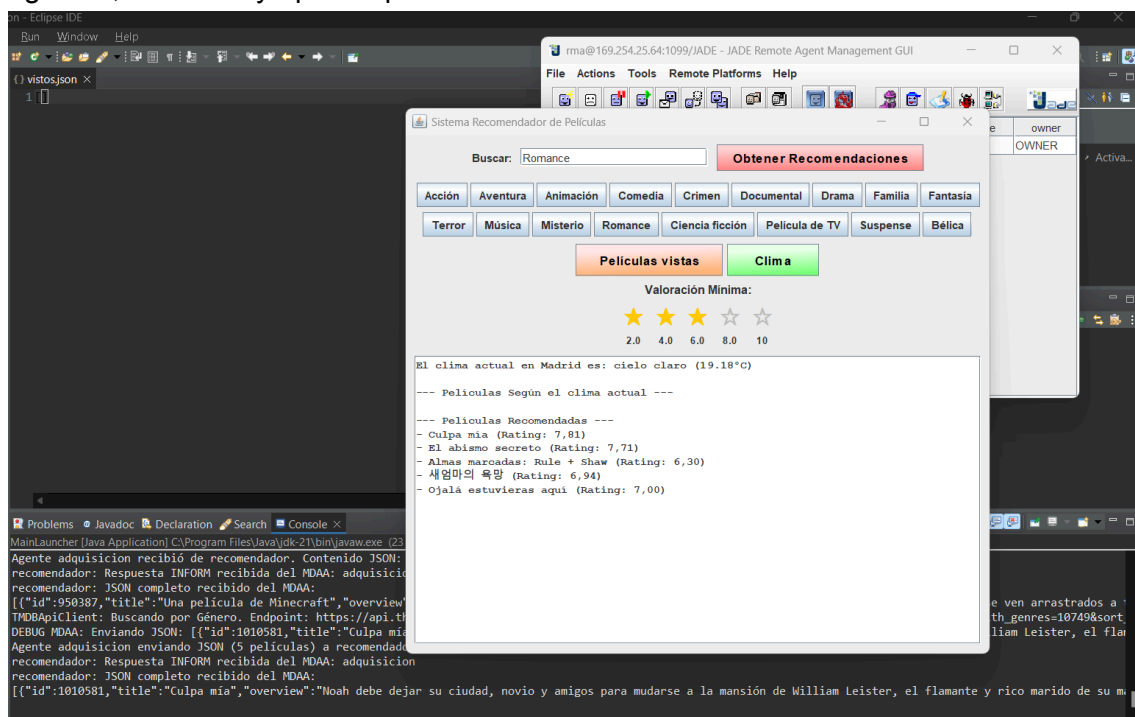 on - Eclipse IDE
Run Window Help
{} vistos.json
1 []
rma@169.254.25.64:1099/JADE - JADE Remote Agent Management GUI
File Actions Tools Remote Platforms Help
Jade
owner
OWNER
Activa...
Sistema Recomendador de Películas
Buscar: Romance
Obtener Recomendaciones
Acción Aventura Animación Comedia Crimen Documental Drama Familia Fantasía
Terror Música Misterio Romance Ciencia ficción Película de TV Suspense Bélica
Películas vistas Clima
Valoración Mínima:
2.0 4.0 6.0 8.0 10
El clima actual en Madrid es: cielo claro (19.18°C)
--- Películas Según el clima actual ---
--- Películas Recomendadas ---
- Culpa mía (Rating: 7,81)
- El abismo secreto (Rating: 7,71)
- Almas marcadas: Rule + Shaw (Rating: 6,30)
- 새엄마의 욕망 (Rating: 6,94)
- Ojalá estuvieras aquí (Rating: 7,00)
Problems Javadoc Declaration Search Console
MainLauncher [Java Application] C:\Program Files\Java\jdk-21\bin\javaw.exe (23
Agente adquisicion recibió de recomendador. Contenido JSON:
recomendador: Respuesta INFORM recibida del MDAA: adquisicio
recomendador: JSON completo recibido del MDAA:
[{"id":950387,"title":"Una película de Minecraft","overview" e ven arrastrados a
TMDBApiClient: Buscando por Género. Endpoint: https://api.th th_genres=10749&sort_
DEBUG MDAA: Enviando JSON: [{"id":1010581,"title":"Culpa mía liam Leister, el flam
Agente adquisicion enviando JSON (5 películas) a recomendado
recomendador: Respuesta INFORM recibida del MDAA: adquisicion
recomendador: JSON completo recibido del MDAA:
[{"id":1010581,"title":"Culpa mía","overview":"Noah debe dejar su ciudad, novio y amigos para mudarse a la mansión de William Leister, el flamante y rico marido de su ma